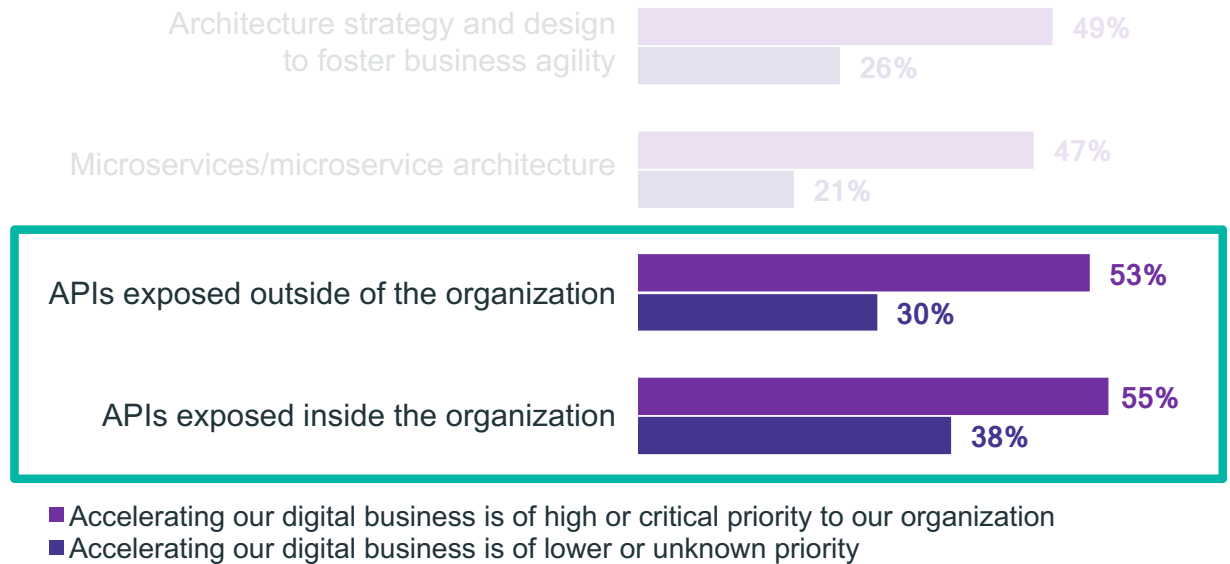 Architecture strategy and design
to foster business agility
49%
26%
Microservices/microservice architecture
47%
21%
APIs exposed outside of the organization
53%
30%
APIs exposed inside the organization
55%
38%
Accelerating our digital business is of high or critical priority to our organization
Accelerating our digital business is of lower or unknown priority